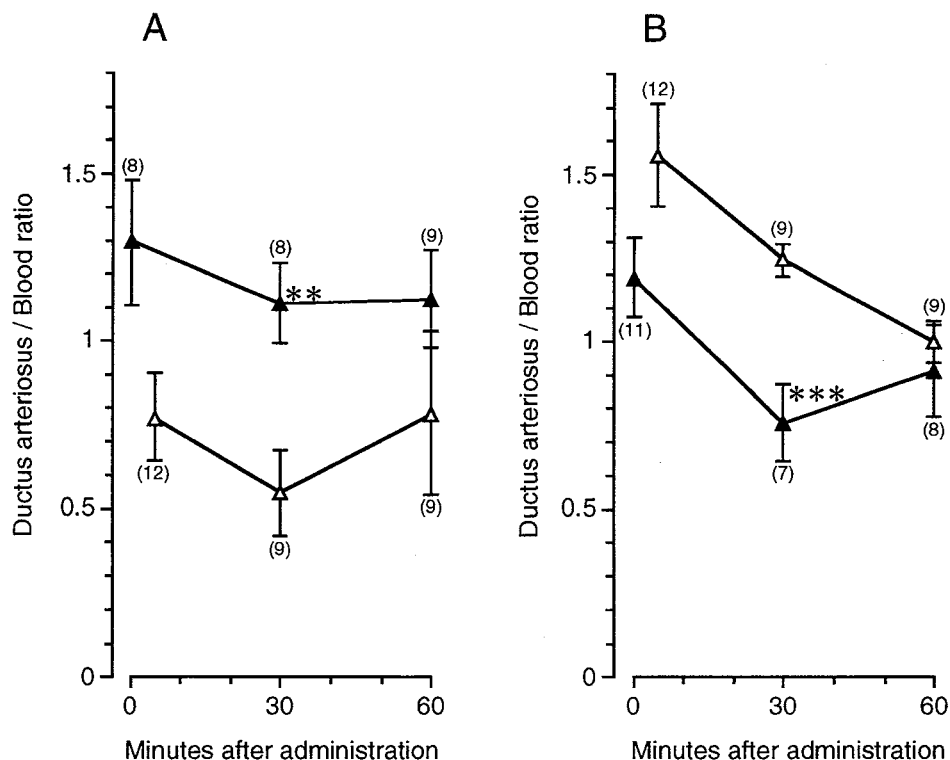 A
Ductus arteriosus / Blood ratio
1.5
1
0.5
0
(8)
(8)
**
(9)
(12)
(9)
(9)
0 30 60
Minutes after administration
B
Ductus arteriosus / Blood ratio
1.5
1
0.5
0
(12)
(9)
(9)
(11)
***
(7)
(8)
0 30 60
Minutes after administration